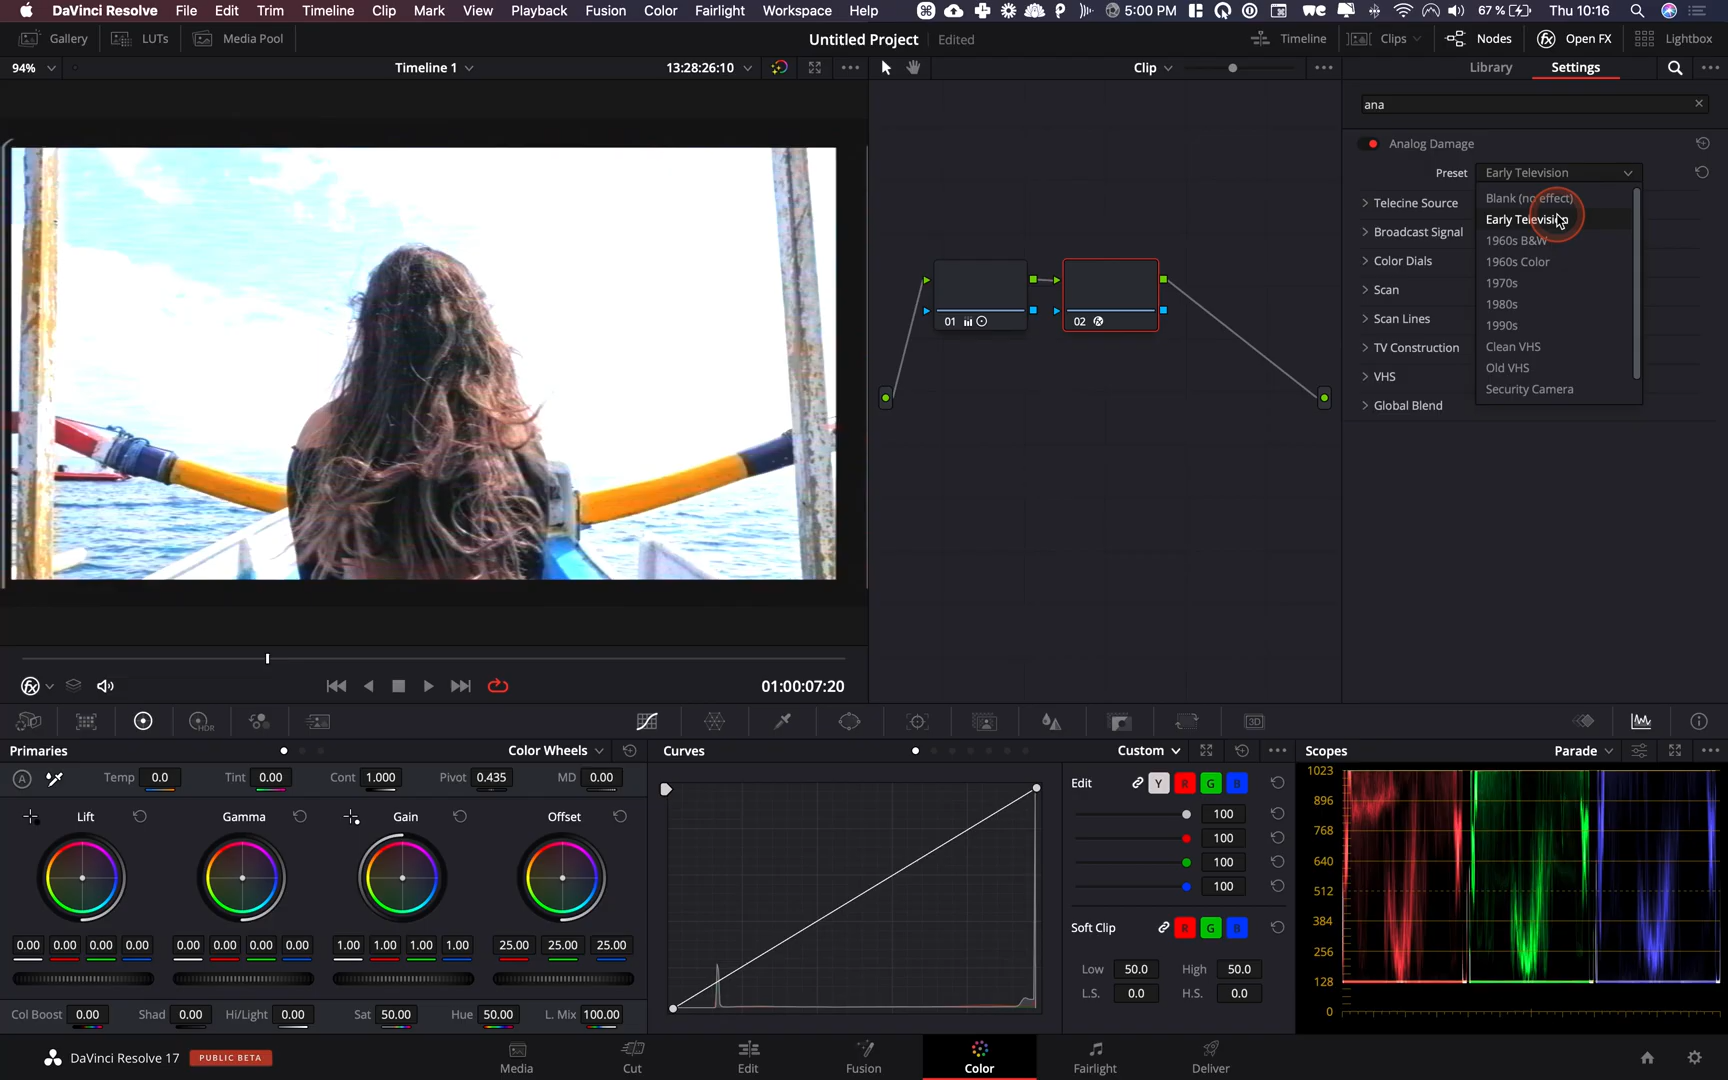 DaVinci Resolve File Edit Trim Timeline Clip Mark View Playback Fusion Color Fairlight Workspace Help 5:00 PM 67 % Thu 10:16
Gallery LUTs Media Pool Untitled Project Edited Timeline Clips Nodes Open FX Lightbox
94% Timeline 1 13:28:26:10 Clip Library Settings
ana
Analog Damage
Preset Early Television
Blank (no effect)
Telecine Source
Early Television
Broadcast Signal
1960s B&W
Color Dials
1960s Color
Scan
1970s
1980s
Scan Lines
1990s
TV Construction
Clean VHS
Old VHS
VHS
Security Camera
Global Blend
01
02
01:00:07:20
HDR
3D
Primaries Color Wheels Curves Custom Scopes Parade
A Temp 0.0 Tint 0.00 Cont 1.000 Pivot 0.435 MD 0.00
Edit Y R G B
Lift Gamma Gain Offset
100
100
100
100
Soft Clip R G B
0.00 0.00 0.00 0.00 0.00 0.00 0.00 0.00 1.00 1.00 1.00 1.00 25.00 25.00 25.00
Low 50.0 High 50.0
L.S. 0.0 H.S. 0.0
Col Boost 0.00 Shad 0.00 Hi/Light 0.00 Sat 50.00 Hue 50.00 L. Mix 100.00
1023
896
768
640
512
384
256
128
0
DaVinci Resolve 17 PUBLIC BETA
Media Cut Edit Fusion Color Fairlight Deliver